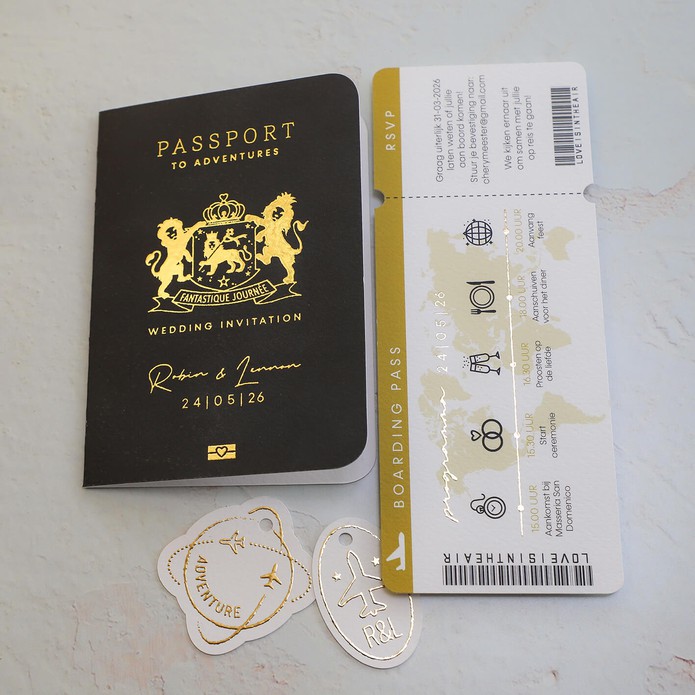 PASSPORT
TO ADVENTURES
FANTASTIQUE JOURNÉE
WEDDING INVITATION
Robin & Lennon
24|05|26
BOARDING PASS
RSVP
Graag uiterlijk 31-03-2026
laten weten of jullie
aan boord komen!
Stuur je bevestiging naar:
cherymeester@gmail.com
We kijken ernaar uit
om samen met jullie
op reis te gaan!
LOVEISINTHEAIR
programma 24|05|26
15.00 UUR
Aankomst bij
Masseria San
Domenico
15.30 UUR
Start
ceremonie
16.30 UUR
Proosten op
de liefde
18.00 UUR
Aanschuiven
voor het diner
20.00 UUR
Aanvang
feest
LOVEISINTHEAIR
ADVENTURE
R&L